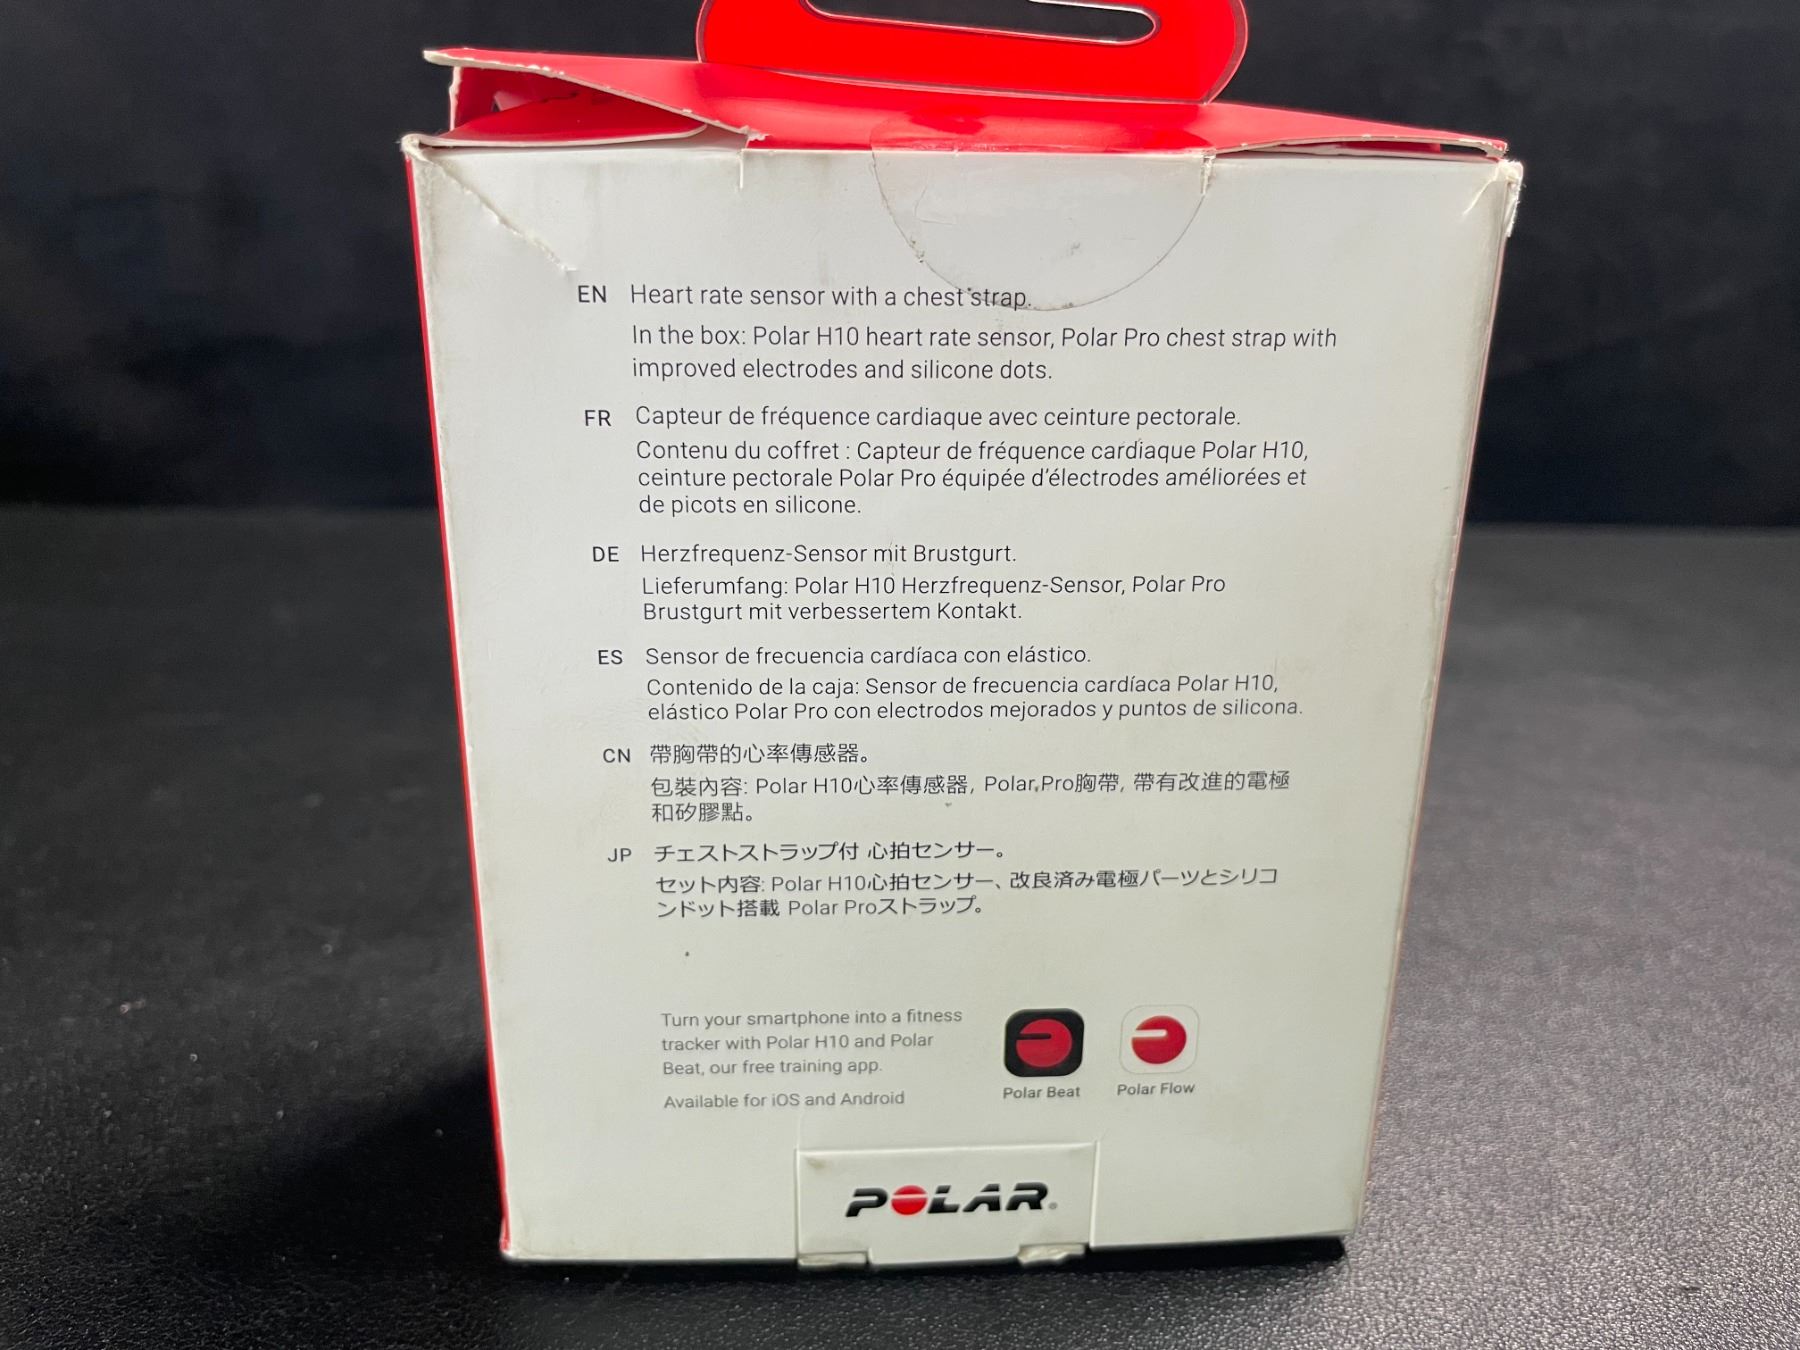 EN Heart rate sensor with a chest strap.
In the box: Polar H10 heart rate sensor, Polar Pro chest strap with
improved electrodes and silicone dots.
FR Capteur de fréquence cardiaque avec ceinture pectorale.
Contenu du coffret : Capteur de fréquence cardiaque Polar H10,
ceinture pectorale Polar Pro équipée d'électrodes améliorées et
de picots en silicone.
DE Herzfrequenz-Sensor mit Brustgurt.
Lieferumfang: Polar H10 Herzfrequenz-Sensor, Polar Pro
Brustgurt mit verbessertem Kontakt.
ES Sensor de frecuencia cardíaca con elástico.
Contenido de la caja: Sensor de frecuencia cardíaca Polar H10,
elástico Polar Pro con electrodos mejorados y puntos de silicona.
CN 帶胸帶的心率傳感器。
包裝內容: Polar H10心率傳感器, Polar Pro胸帶, 帶有改進的電極
和矽膠點。
JP チェストストラップ付 心拍センサー。
セット内容: Polar H10心拍センサー、改良済み電極パーツとシリコ
ンドット搭載 Polar Proストラップ。
Turn your smartphone into a fitness
tracker with Polar H10 and Polar
Beat, our free training app.
Available for iOS and Android
Polar Beat
Polar Flow
POLAR®